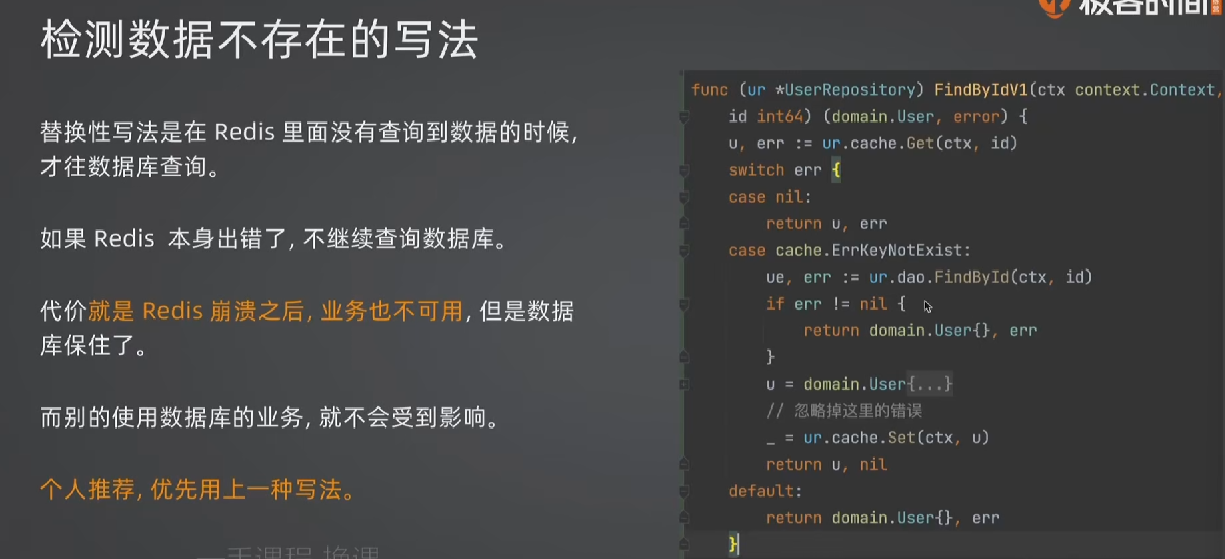 极客时间
检测数据不存在的写法
替换性写法是在 Redis 里面没有查询到数据的时候,
才往数据库查询。
如果 Redis 本身出错了, 不继续查询数据库。
代价就是 Redis 崩溃之后, 业务也不可用, 但是数据
库保住了。
而别的使用数据库的业务, 就不会受到影响。
个人推荐, 优先用上一种写法。
func (ur *UserRepository) FindByIdV1(ctx context.Context,
id int64) (domain.User, error) {
u, err := ur.cache.Get(ctx, id)
switch err {
case nil:
return u, err
case cache.ErrKeyNotExist:
ue, err := ur.dao.FindById(ctx, id)
if err != nil {
return domain.User{}, err
}
u = domain.User{...}
// 忽略掉这里的错误
_ = ur.cache.Set(ctx, u)
return u, nil
default:
return domain.User{}, err
}